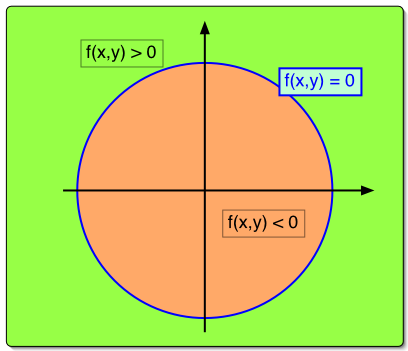 f(x,y) > 0
f(x,y) = 0
f(x,y) < 0